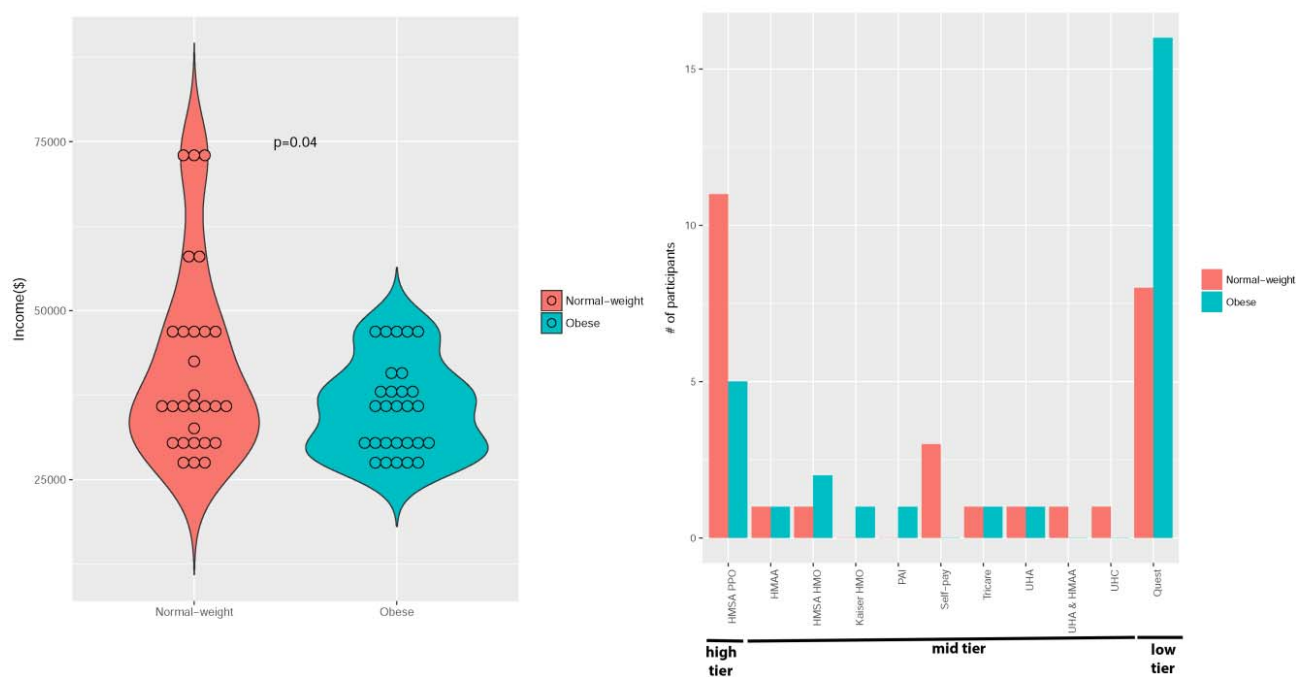 75000
50000
25000
Income($)
p=0.04
Normal-weight
Obese
Normal-weight
Obese
15
10
5
0
# of participants
HMSA PPO
HMAA
HMSA HMO
Kaiser HMO
PAI
Self-pay
Tricare
UHA
UHA & HMAA
UHC
Quest
Normal-weight
Obese
high
tier
mid tier
low
tier